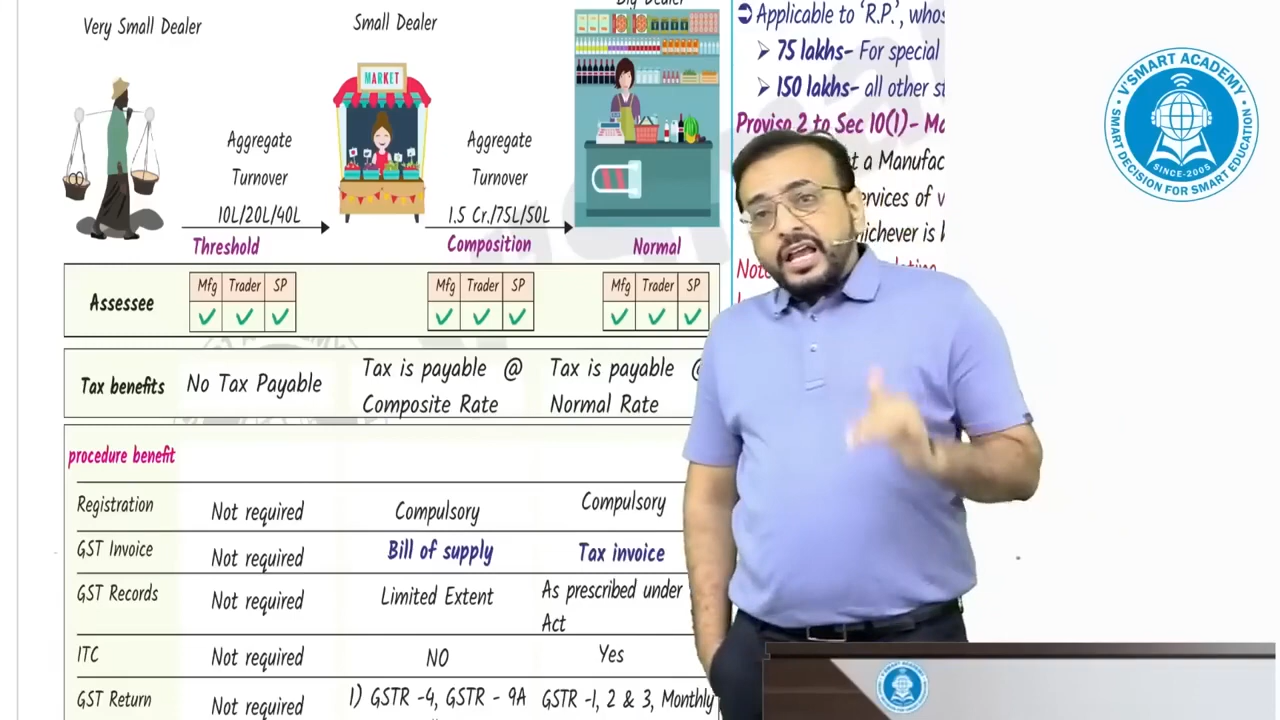 Very Small Dealer
Small Dealer
Big Dealer
MARKET
Aggregate
Turnover
10L/20L/40L
Threshold
Aggregate
Turnover
1.5 Cr./75L/50L
Composition
Normal
Assessee
Mfg Trader SP
Mfg Trader SP
Mfg Trader SP
Tax benefits
No Tax Payable
Tax is payable @
Composite Rate
Tax is payable
Normal Rate
procedure benefit
Registration Not required Compulsory Compulsory
GST Invoice Not required Bill of supply Tax invoice
GST Records Not required Limited Extent As prescribed under
Act
ITC Not required NO Yes
GST Return Not required 1) GSTR -4, GSTR - 9A GSTR -1, 2 & 3, Monthly
Applicable to 'R.P.', whos
75 lakhs- For special
150 lakhs- all other st
Proviso 2 to Sec 10(1)- Ma
t a Manufac
ervices of v
hichever is
Note
V'SMART ACADEMY
SMART DECISION FOR SMART EDUCATION
SINCE-2005